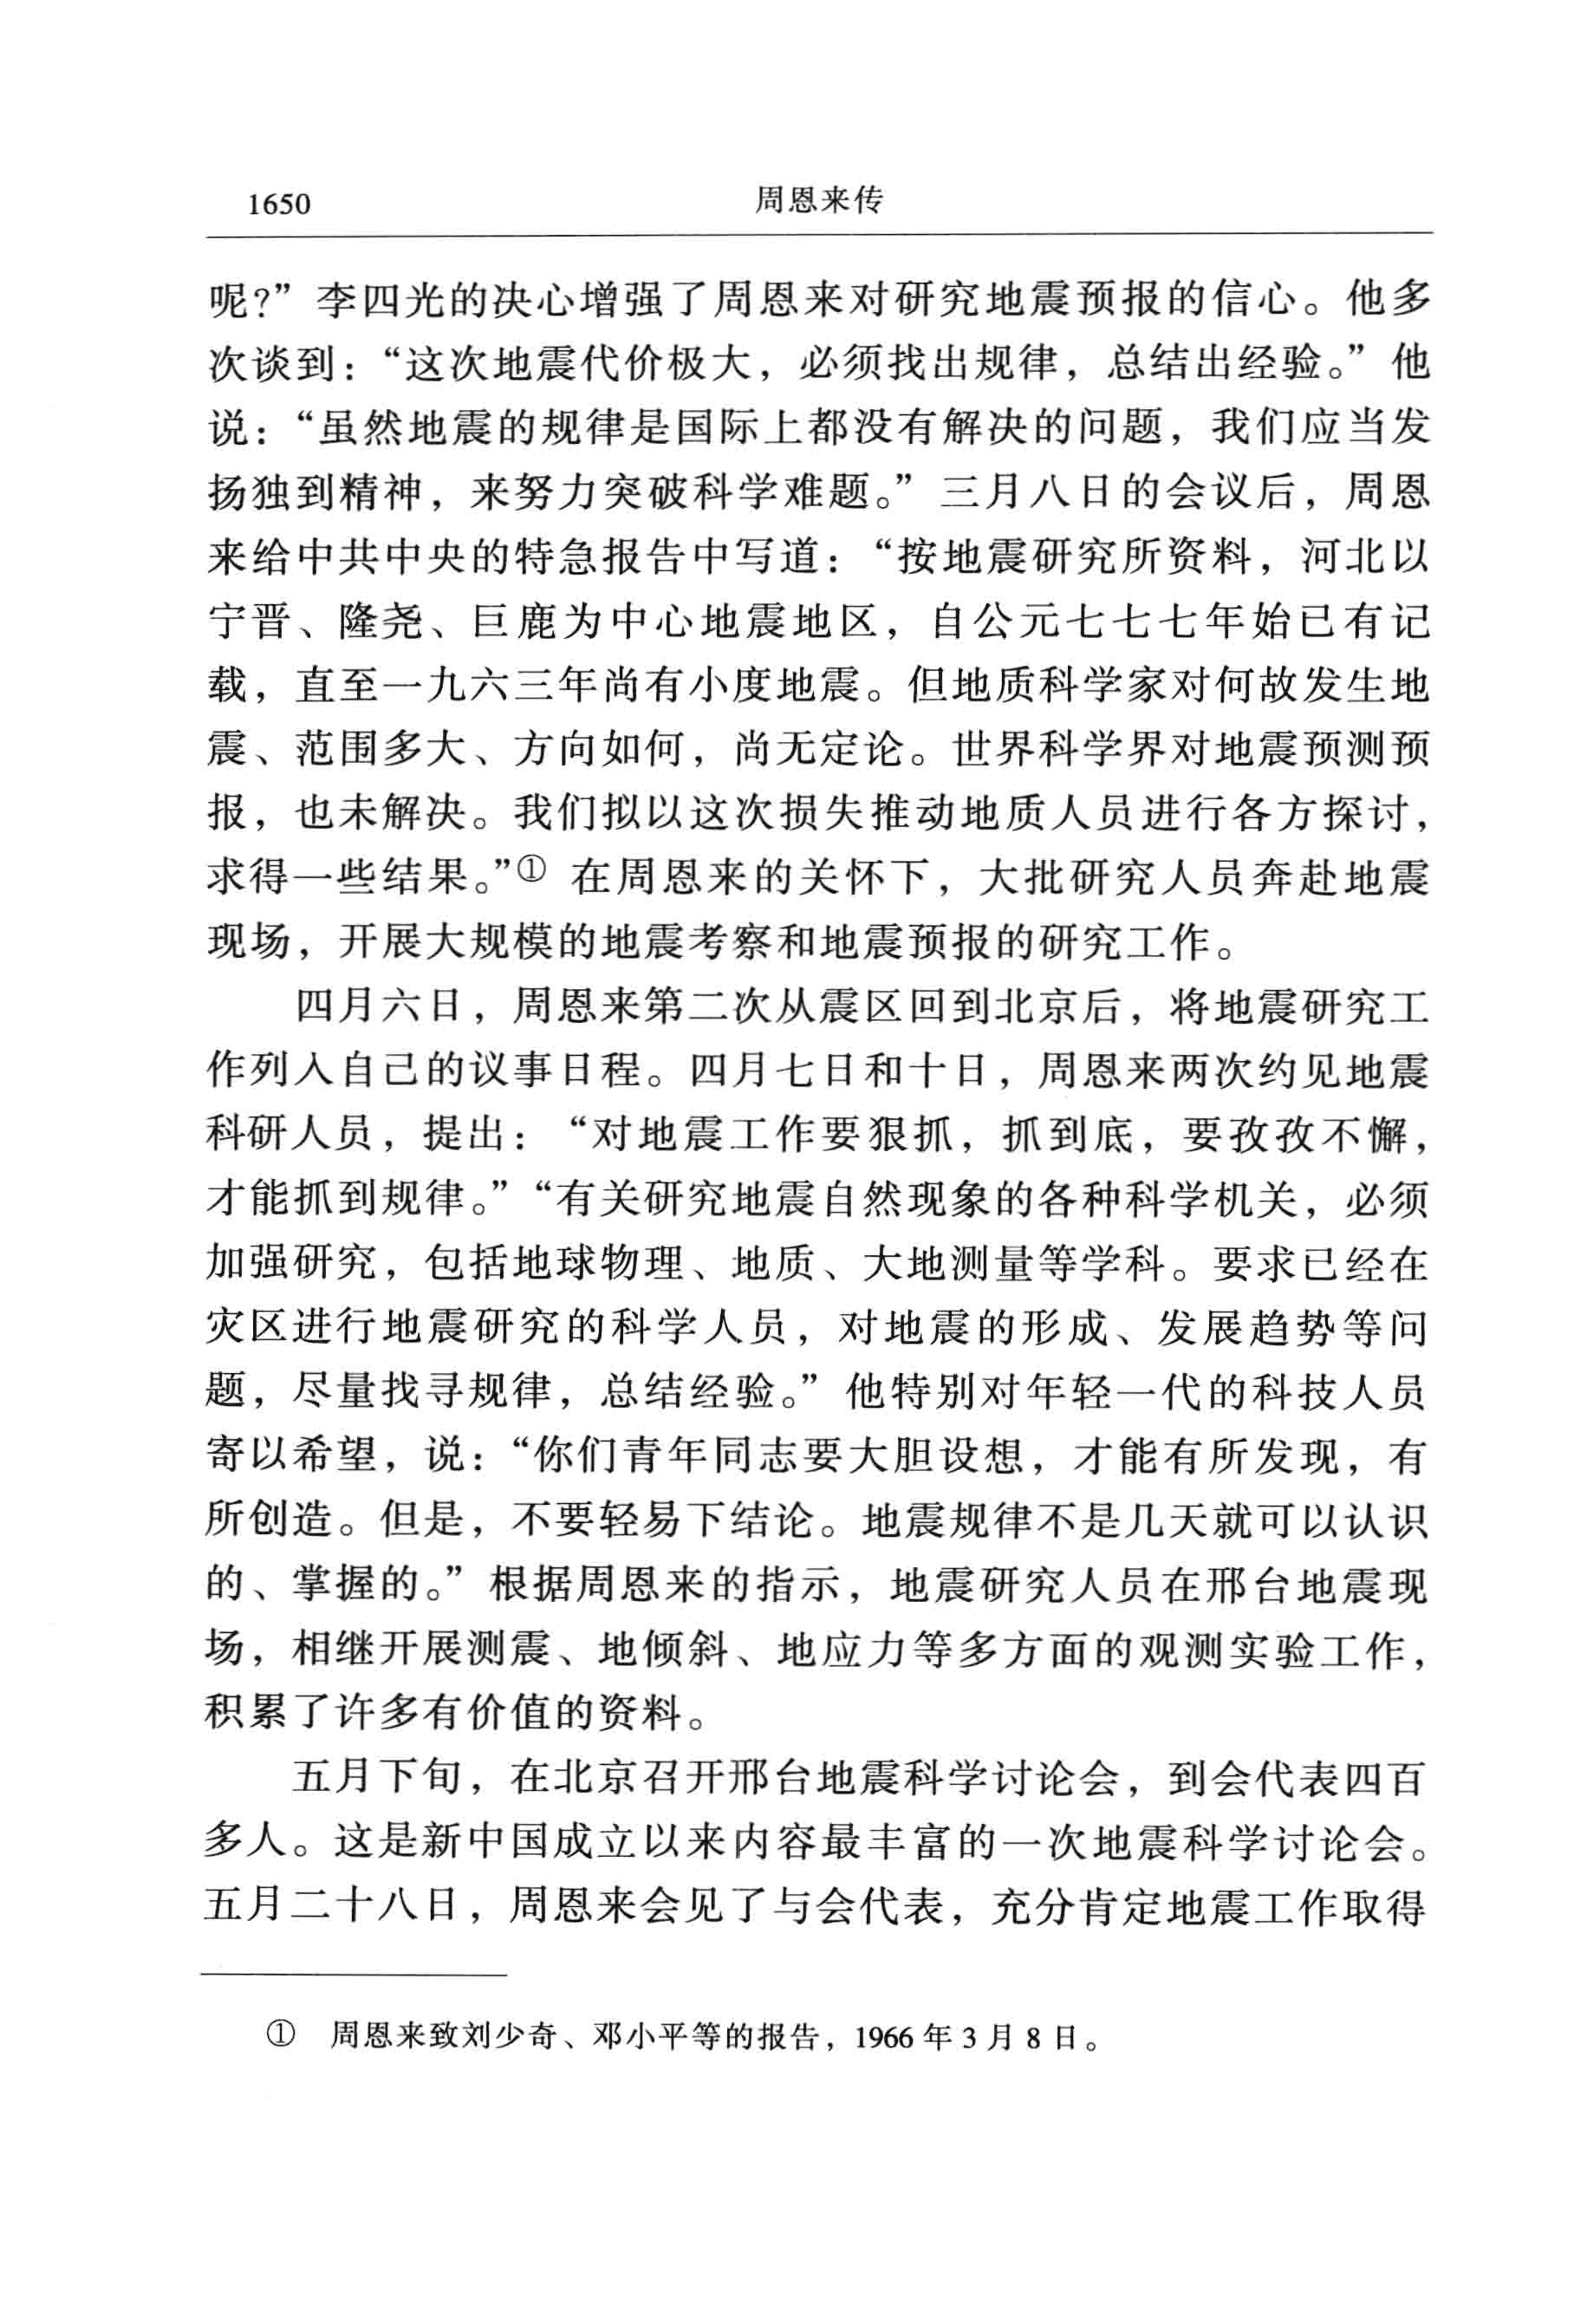 1650
周恩来传
呢?”李四光的决心增强了周恩来对研究地震预报的信心。他多
次谈到：“这次地震代价极大，必须找出规律，总结出经验。”他
说：“虽然地震的规律是国际上都没有解决的问题，我们应当发
扬独到精神，来努力突破科学难题。”三月八日的会议后，周恩
来给中共中央的特急报告中写道：“按地震研究所资料，河北以
宁晋、隆尧、巨鹿为中心地震地区，自公元七七七年始已有记
载，直至一九六三年尚有小度地震。但地质科学家对何故发生地
震、范围多大、方向如何，尚无定论。世界科学界对地震预测预
报，也未解决。我们拟以这次损失推动地质人员进行各方探讨，
求得一些结果。”① 在周恩来的关怀下，大批研究人员奔赴地震
现场，开展大规模的地震考察和地震预报的研究工作。
四月六日，周恩来第二次从震区回到北京后，将地震研究工
作列入自己的议事日程。四月七日和十日，周恩来两次约见地震
科研人员，提出：“对地震工作要狠抓，抓到底，要孜孜不懈，
才能抓到规律。”“有关研究地震自然现象的各种科学机关，必须
加强研究，包括地球物理、地质、大地测量等学科。要求已经在
灾区进行地震研究的科学人员，对地震的形成、发展趋势等问
题，尽量找寻规律，总结经验。”他特别对年轻一代的科技人员
寄以希望，说：“你们青年同志要大胆设想，才能有所发现，有
所创造。但是，不要轻易下结论。地震规律不是几天就可以认识
的、掌握的。”根据周恩来的指示，地震研究人员在邢台地震现
场，相继开展测震、地倾斜、地应力等多方面的观测实验工作，
积累了许多有价值的资料。
五月下旬，在北京召开邢台地震科学讨论会，到会代表四百
多人。这是新中国成立以来内容最丰富的一次地震科学讨论会。
五月二十八日，周恩来会见了与会代表，充分肯定地震工作取得
① 周恩来致刘少奇、邓小平等的报告，1966年3月8日。